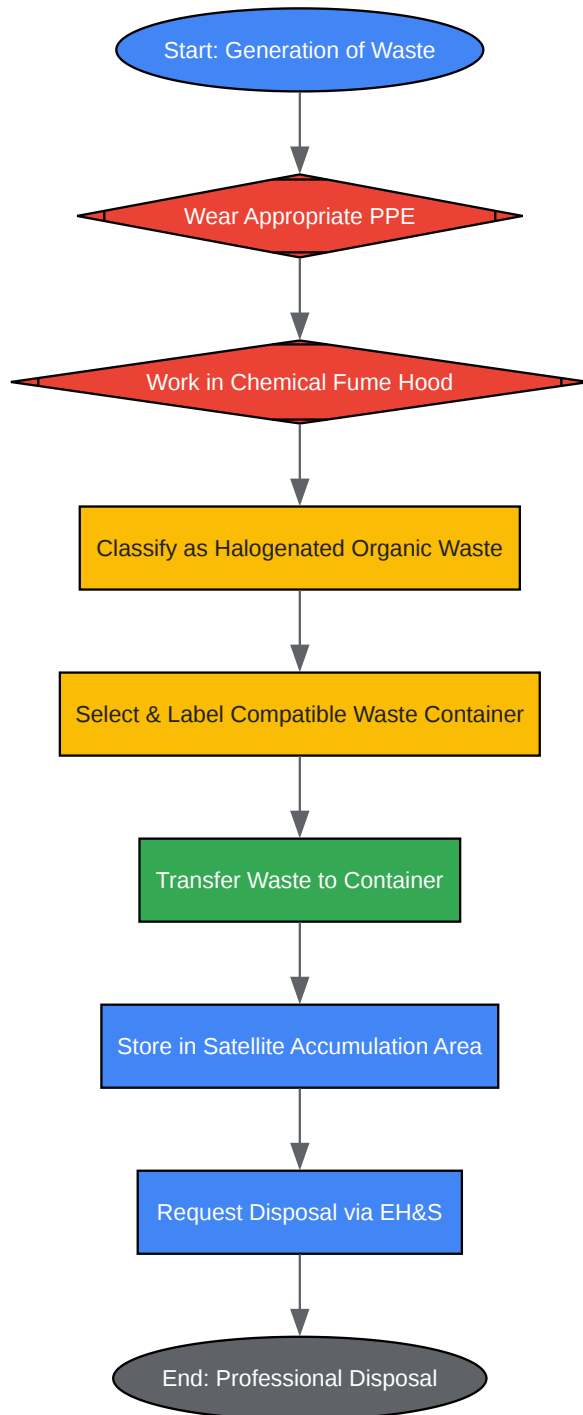 Start: Generation of Waste
Wear Appropriate PPE
Work in Chemical Fume Hood
Classify as Halogenated Organic Waste
Select & Label Compatible Waste Container
Transfer Waste to Container
Store in Satellite Accumulation Area
Request Disposal via EH&S
End: Professional Disposal